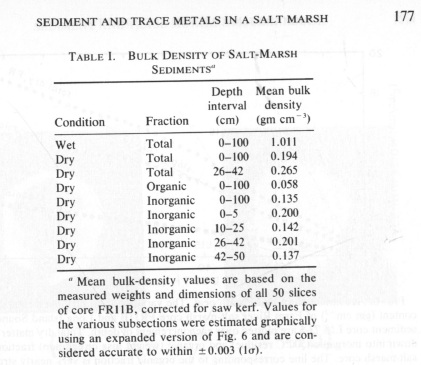 SEDIMENT AND TRACE METALS IN A SALT MARSH 177
TABLE I. BULK DENSITY OF SALT-MARSH
SEDIMENTSᵃ
Depth Mean bulk
interval density
Condition Fraction (cm) (gm cm⁻³)
Wet Total 0–100 1.011
Dry Total 0–100 0.194
Dry Total 26–42 0.265
Dry Organic 0–100 0.058
Dry Inorganic 0–100 0.135
Dry Inorganic 0–5 0.200
Dry Inorganic 10–25 0.142
Dry Inorganic 26–42 0.201
Dry Inorganic 42–50 0.137
ᵃ Mean bulk-density values are based on the
measured weights and dimensions of all 50 slices
of core FR11B, corrected for saw kerf. Values for
the various subsections were estimated graphically
using an expanded version of Fig. 6 and are con-
sidered accurate to within ±0.003 (1σ).